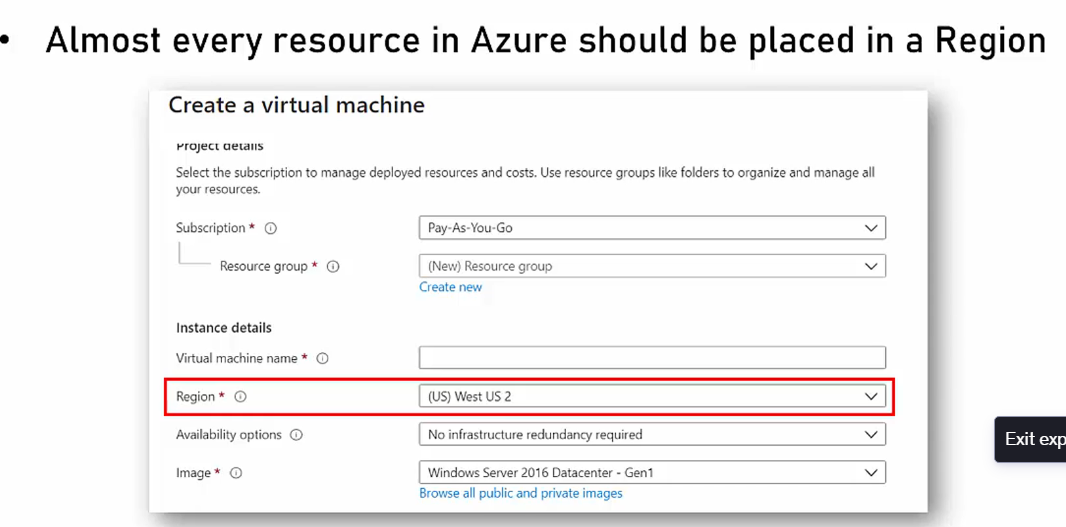 • Almost every resource in Azure should be placed in a Region
Create a virtual machine
Project details
Select the subscription to manage deployed resources and costs. Use resource groups like folders to organize and manage all
your resources.
Subscription *
Pay-As-You-Go
Resource group *
(New) Resource group
Create new
Instance details
Virtual machine name *
Region *
(US) West US 2
Availability options
No infrastructure redundancy required
Image *
Windows Server 2016 Datacenter - Gen1
Browse all public and private images
Exit exp